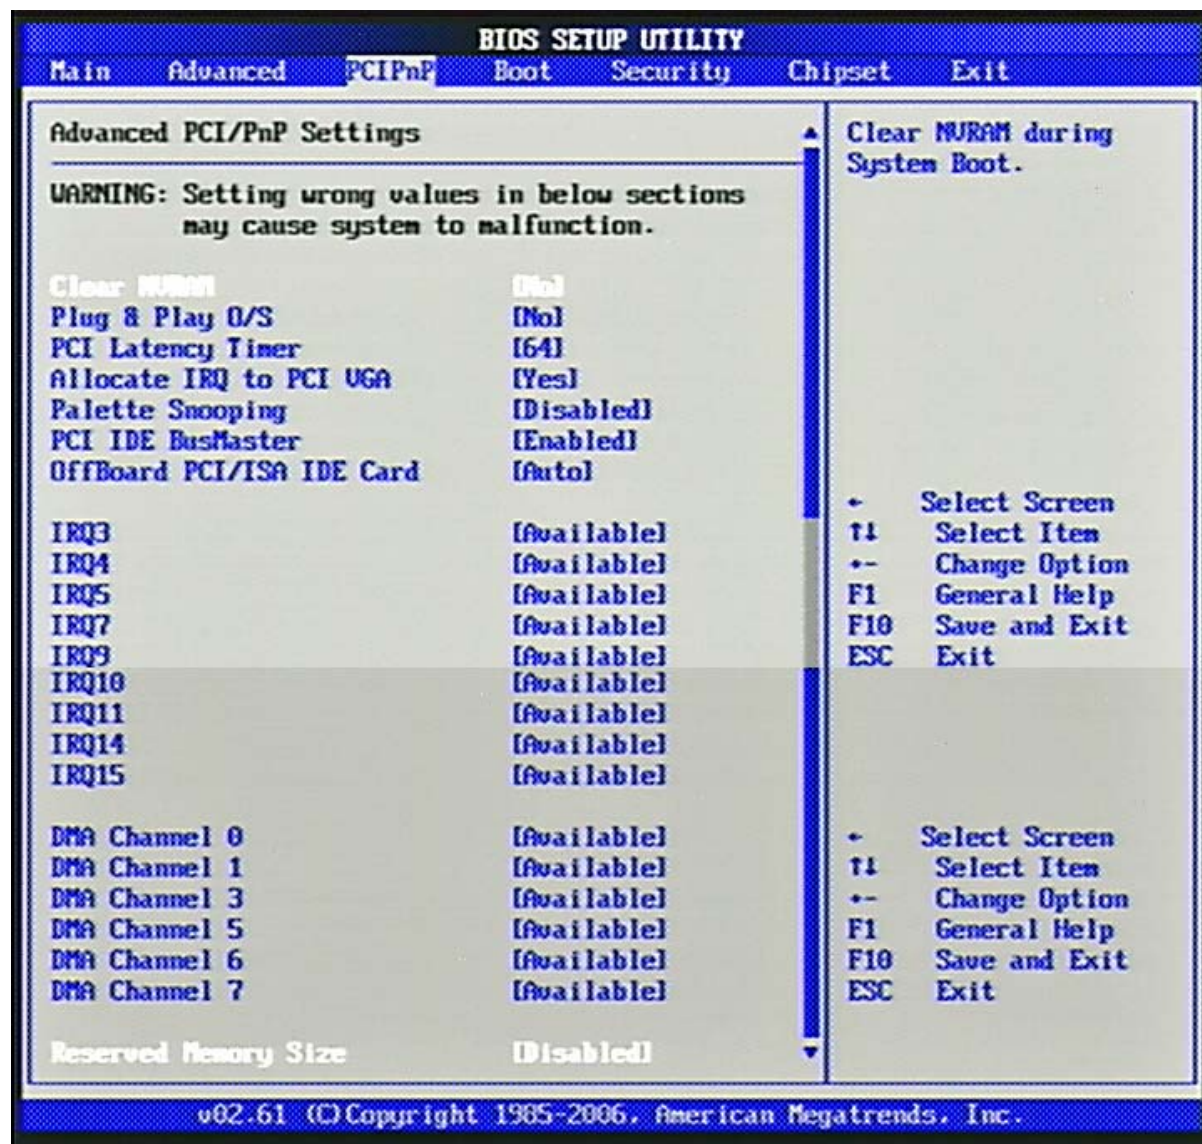 BIOS SETUP UTILITY
Main Advanced PCIPnP Boot Security Chipset Exit
Advanced PCI/PnP Settings
WARNING: Setting wrong values in below sections
may cause system to malfunction.
Clear NVRAM [No]
Plug & Play O/S [No]
PCI Latency Timer [64]
Allocate IRQ to PCI VGA [Yes]
Palette Snooping [Disabled]
PCI IDE BusMaster [Enabled]
OffBoard PCI/ISA IDE Card [Auto]
IRQ3 [Available]
IRQ4 [Available]
IRQ5 [Available]
IRQ7 [Available]
IRQ9 [Available]
IRQ10 [Available]
IRQ11 [Available]
IRQ14 [Available]
IRQ15 [Available]
DMA Channel 0 [Available]
DMA Channel 1 [Available]
DMA Channel 3 [Available]
DMA Channel 5 [Available]
DMA Channel 6 [Available]
DMA Channel 7 [Available]
Reserved Memory Size [Disabled]
Clear NVRAM during
System Boot.
← Select Screen
↑↓ Select Item
+- Change Option
F1 General Help
F10 Save and Exit
ESC Exit
← Select Screen
↑↓ Select Item
+- Change Option
F1 General Help
F10 Save and Exit
ESC Exit
v02.61 (C)Copyright 1985-2006, American Megatrends, Inc.